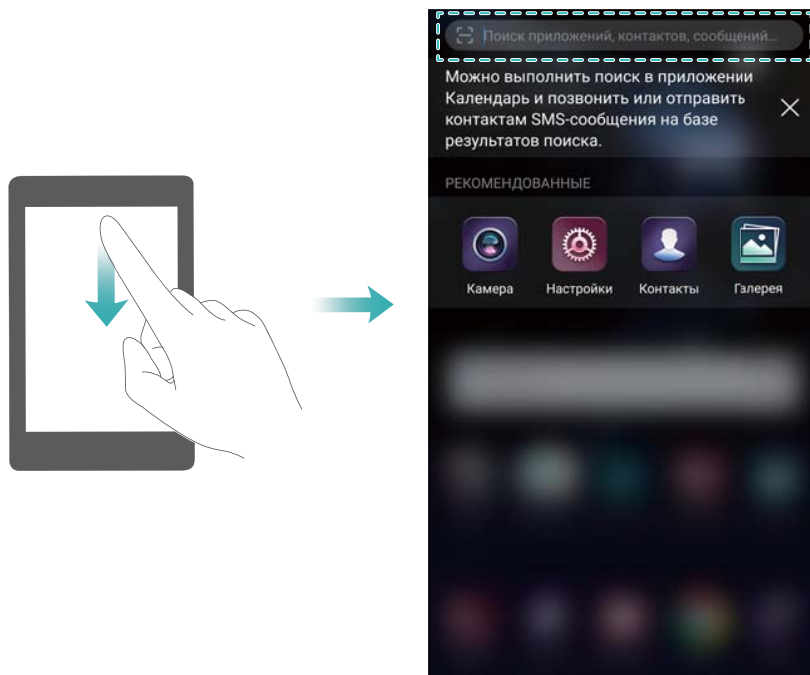 Поиск приложений, контактов, сообщений...
Можно выполнить поиск в приложении
Календарь и позвонить или отправить
контактам SMS-сообщения на базе
результатов поиска.
РЕКОМЕНДОВАННЫЕ
Камера Настройки Контакты Галерея